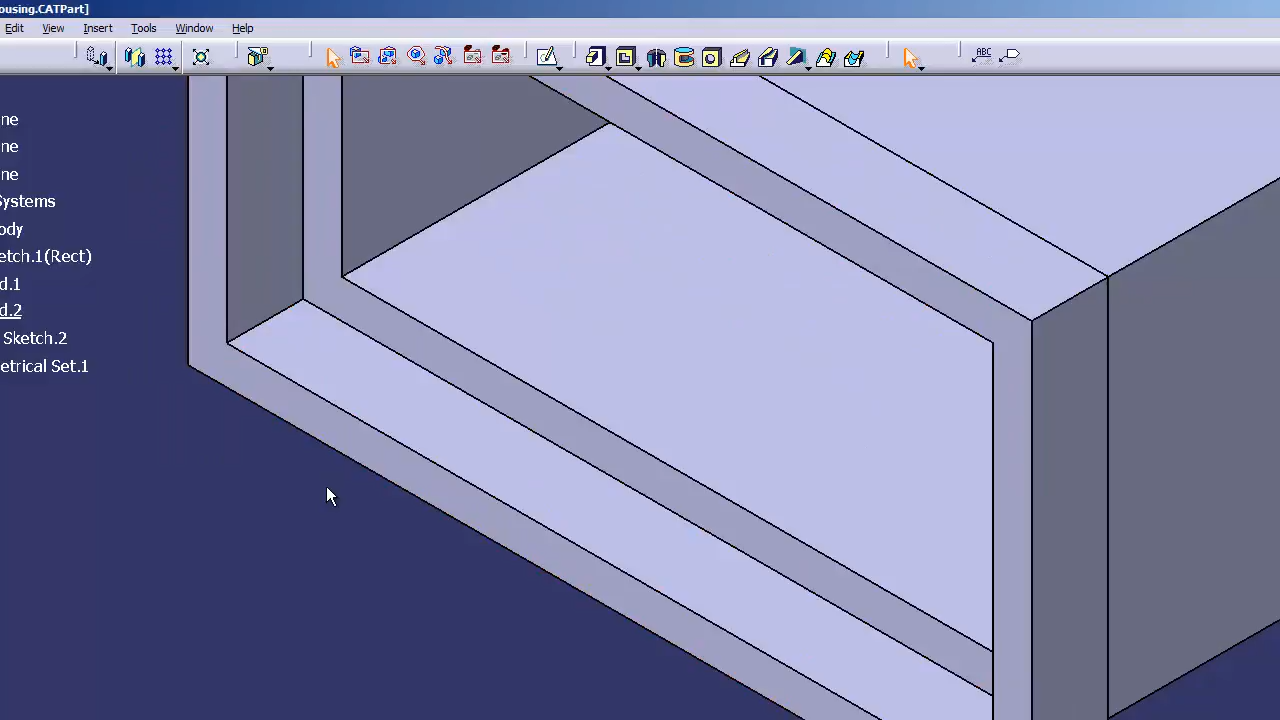 ousing.CATPart]
Edit View Insert Tools Window Help
ABC
ne
ne
ne
Systems
ody
etch.1(Rect)
d.1
d.2
Sketch.2
etrical Set.1